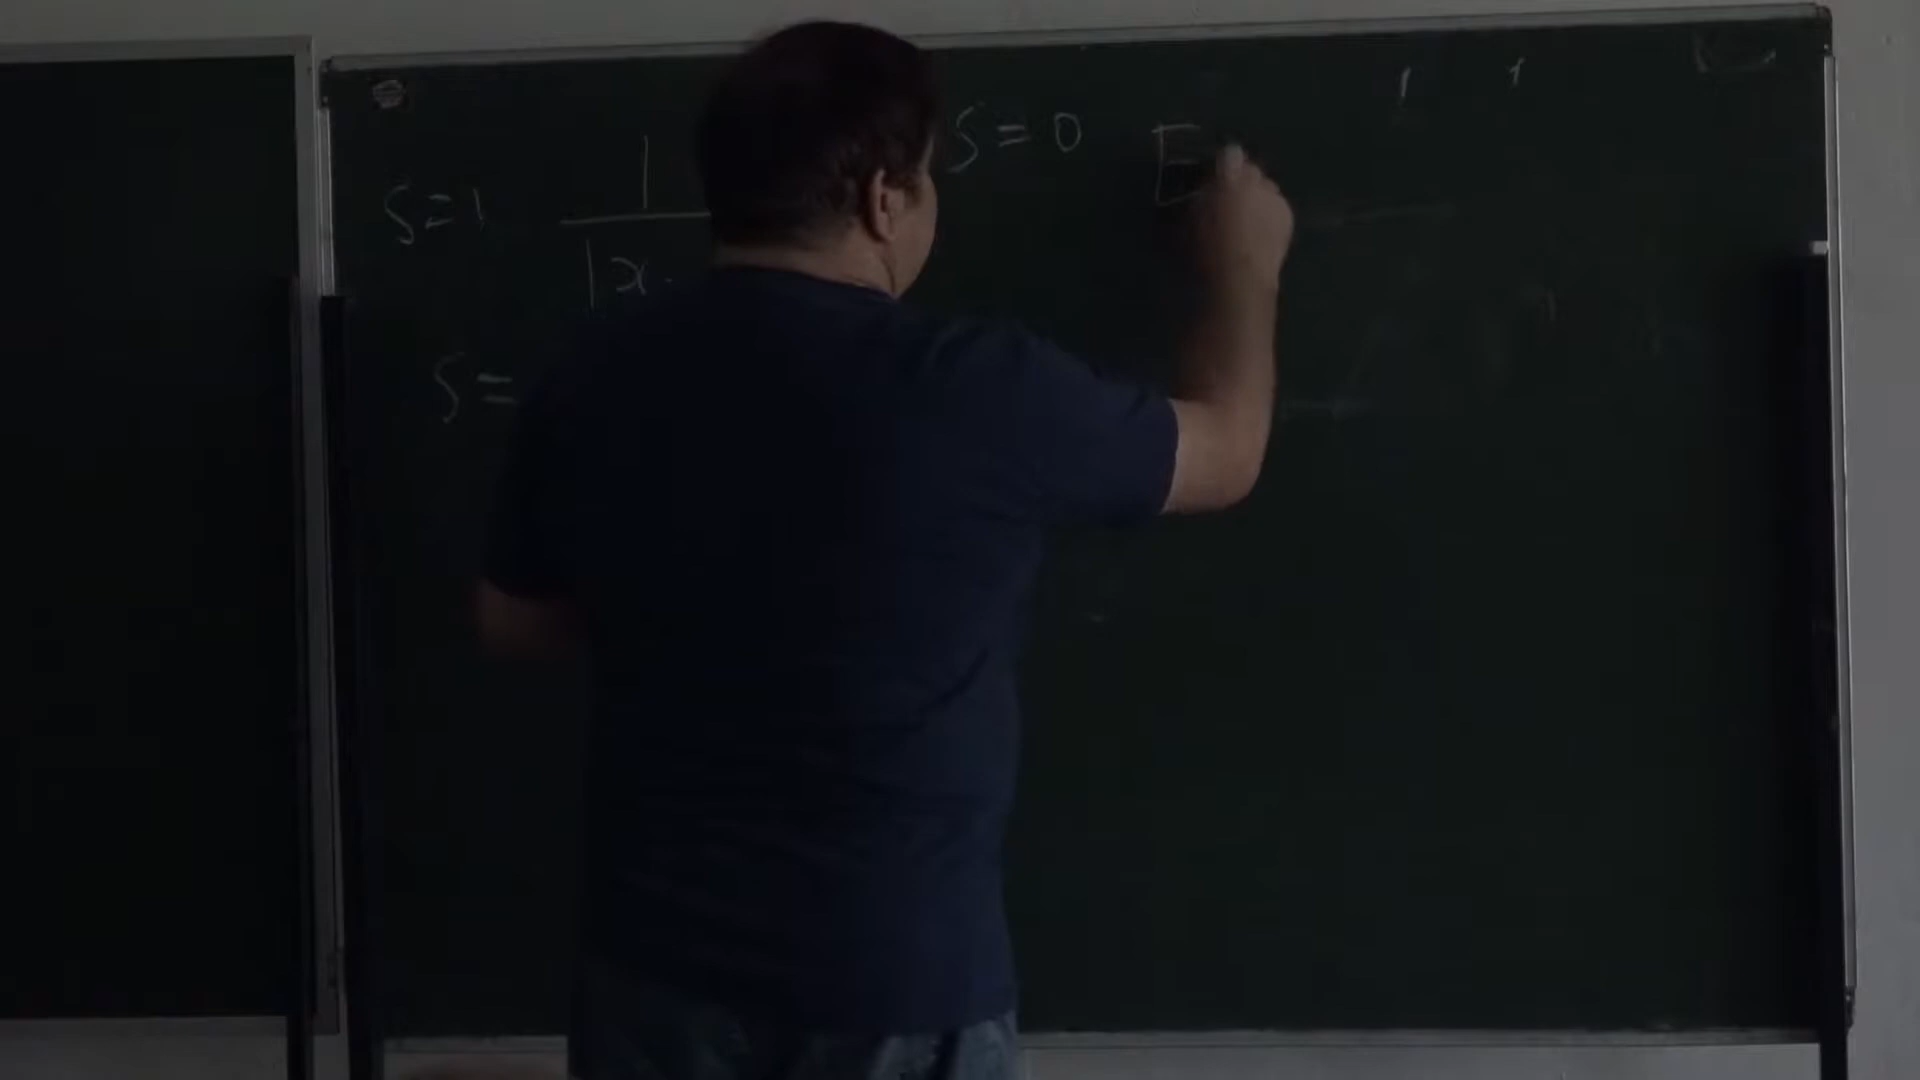 S = 0 E
S = 1 1
|x
S =